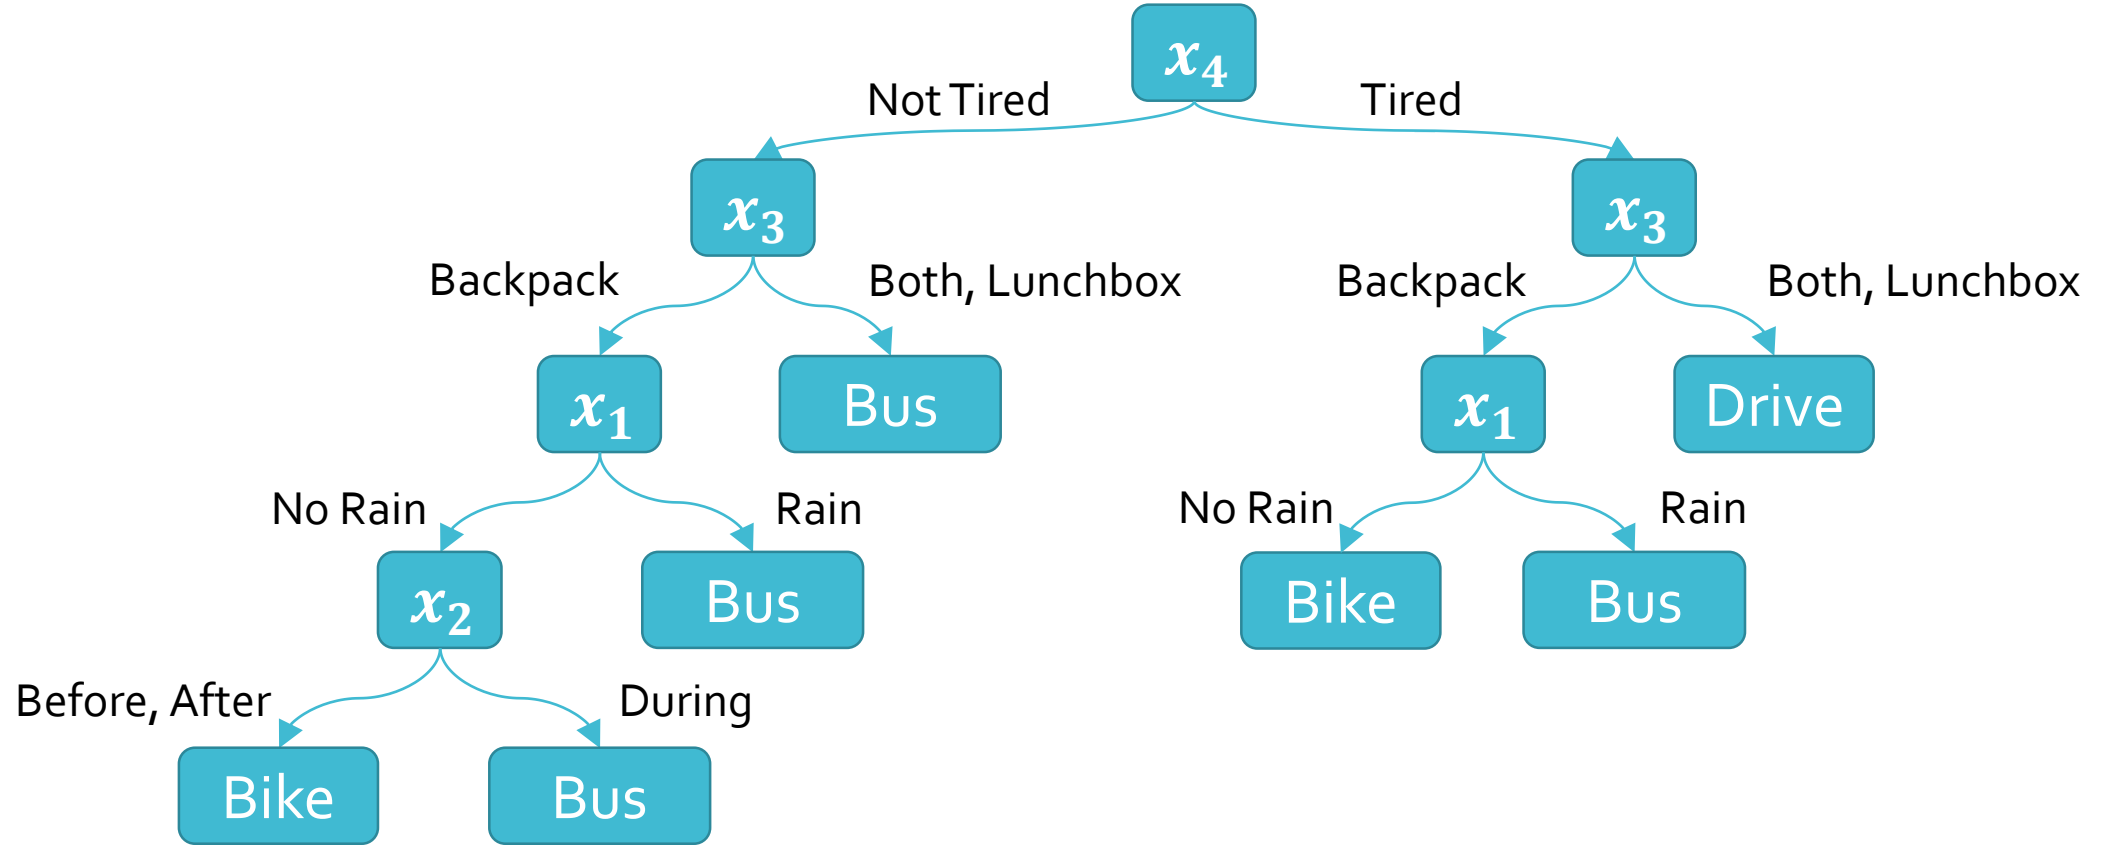 x4
Not Tired
Tired
x3
x3
Backpack
Both, Lunchbox
Backpack
Both, Lunchbox
x1
Bus
x1
Drive
No Rain
Rain
No Rain
Rain
x2
Bus
Bike
Bus
Before, After
During
Bike
Bus